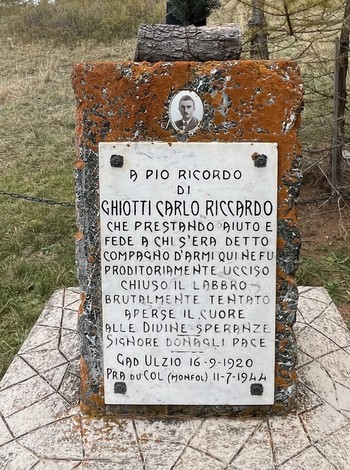 A PIO RICORDO
DI
GHIOTTI CARLO RICCARDO
CHE PRESTANDO AIUTO E
FEDE A CHI S'ERA DETTO
COMPAGNO D'ARMI QUI NE FU
PRODITORIAMENTE UCCISO
CHIUSO IL LABBRO
BRUTALMENTE TENTATO
APERSE IL CUORE
ALLE DIVINE SPERANZE
SIGNORE DONAGLI PACE
GAD ULZIO 16-9-1920
PRA DU COL (MONFOL) 11-7-1944